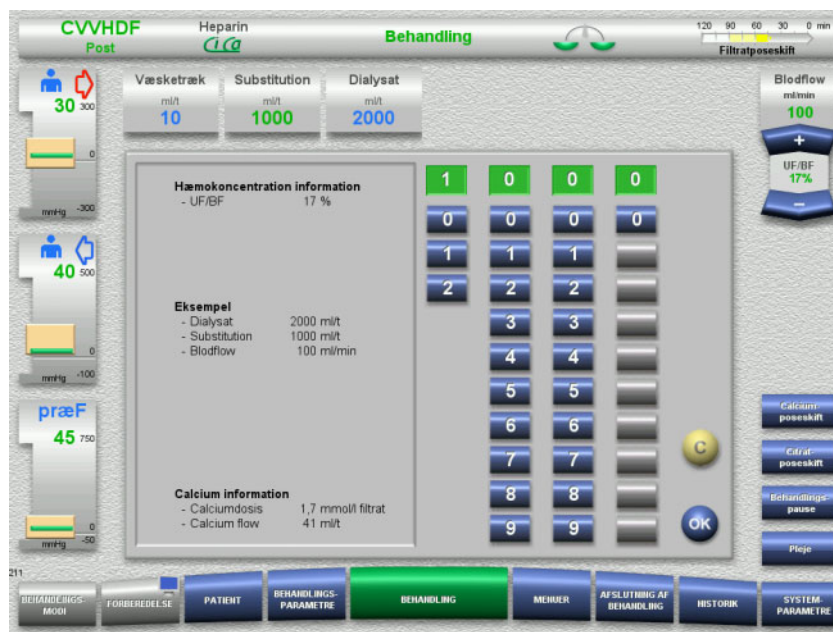 CVVHDF
Post
Heparin
CiCa
Behandling
120 90 60 30 0 min
Filtratposeskift
30 300
0
mmHg -300
40 500
0
mmHg -100
præF
45 750
0
mmHg -50
Væsketræk
ml/t
10
Substitution
ml/t
1000
Dialysat
ml/t
2000
Blodflow
ml/min
100
+
UF/BF
17%
−
Hæmokoncentration information
- UF/BF 17 %
Eksempel
- Dialysat 2000 ml/t
- Substitution 1000 ml/t
- Blodflow 100 ml/min
Calcium information
- Calciumdosis 1,7 mmol/l filtrat
- Calcium flow 41 ml/t
1 0 0 0
0 0 0 0
1 1 1
2 2 2
3 3
4 4
5 5
6 6
7 7
8 8
9 9
C
OK
Calcium-
poseskift
Citrat-
poseskift
Behandlings-
pause
Pleje
211
BEHANDLINGS-
MODI
FORBEREDELSE
PATIENT
BEHANDLINGS-
PARAMETRE
BEHANDLING
MENUER
AFSLUTNING AF
BEHANDLING
HISTORIK
SYSTEM-
PARAMETRE